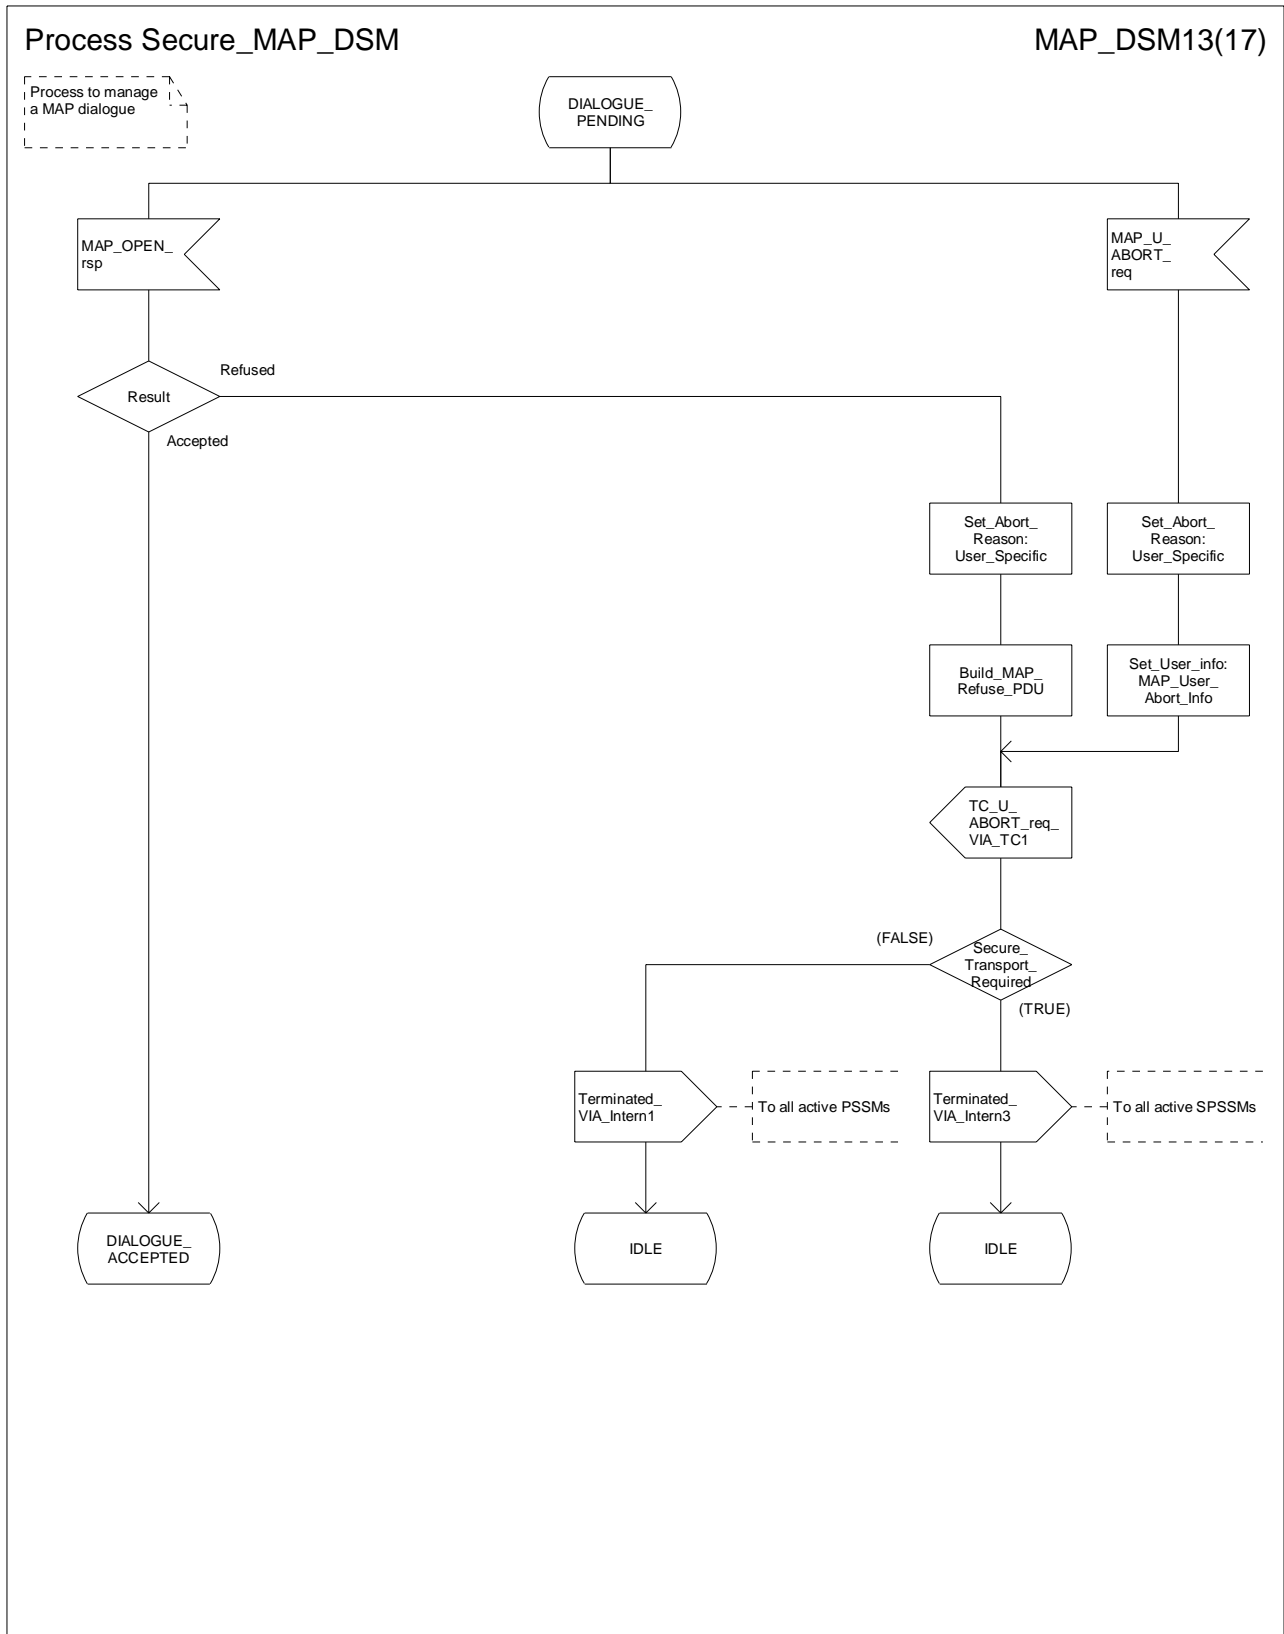 Process Secure_MAP_DSM
MAP_DSM13(17)
Process to manage
a MAP dialogue
DIALOGUE_
PENDING
MAP_OPEN_
rsp
MAP_U_
ABORT_
req
Result
Refused
Accepted
Set_Abort_
Reason:
User_Specific
Set_Abort_
Reason:
User_Specific
Build_MAP_
Refuse_PDU
Set_User_info:
MAP_User_
Abort_Info
TC_U_
ABORT_req_
VIA_TC1
(FALSE)
Secure_
Transport_
Required
(TRUE)
Terminated_
VIA_Intern1
To all active PSSMs
Terminated_
VIA_Intern3
To all active SPSSMs
DIALOGUE_
ACCEPTED
IDLE
IDLE